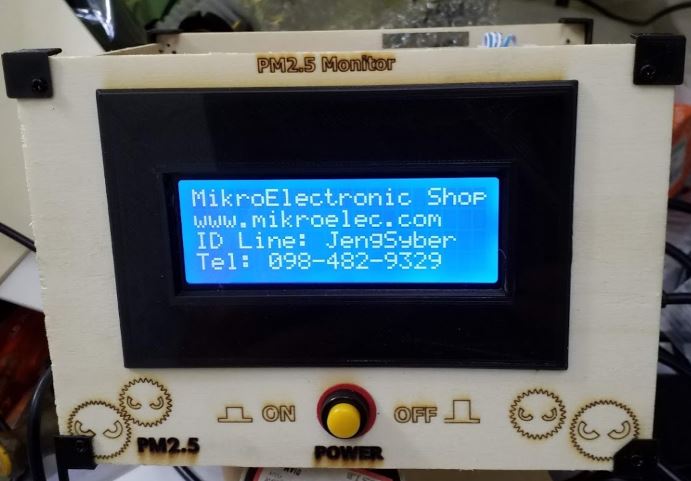 PM2.5 Monitor
MikroElectronic Shop
www.mikroelec.com
ID Line: JengSyber
Tel: 098-482-9329
ON
OFF
PM2.5
POWER